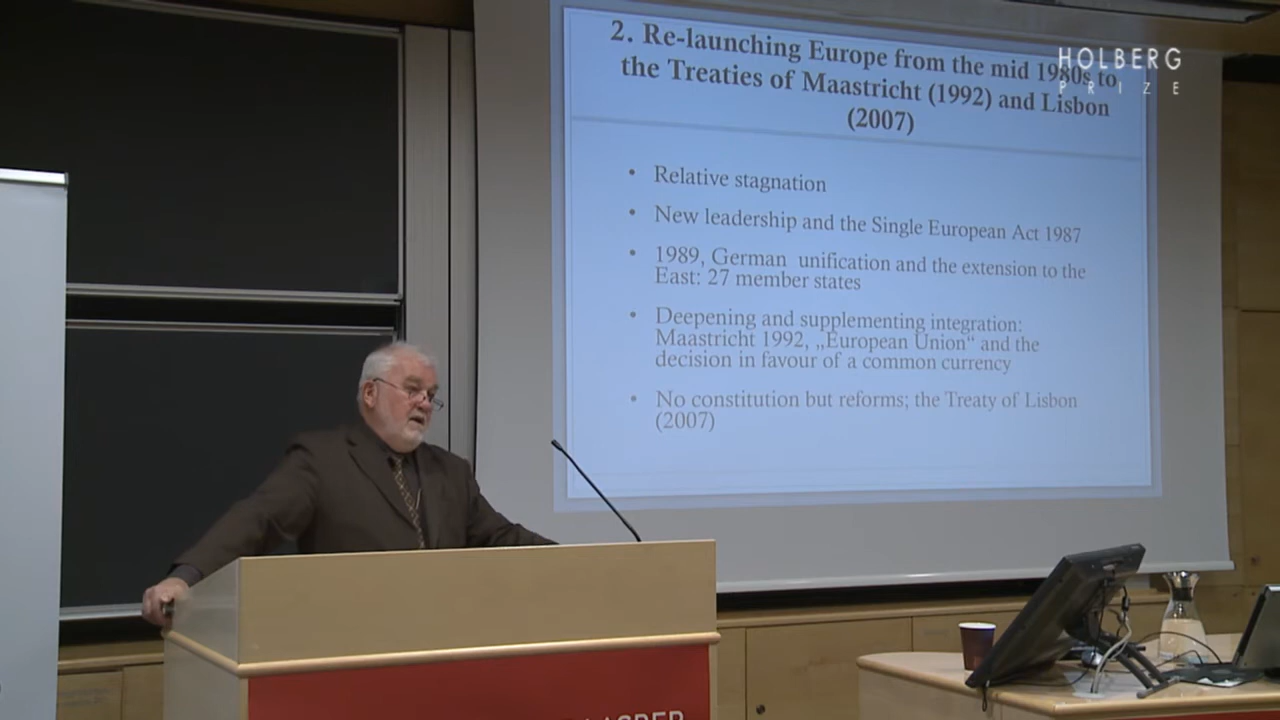 2. Re-launching Europe from the mid 1980s to
the Treaties of Maastricht (1992) and Lisbon
(2007)
HOLBERG
PRIZE
• Relative stagnation
• New leadership and the Single European Act 1987
• 1989, German unification and the extension to the
East: 27 member states
• Deepening and supplementing integration:
Maastricht 1992, „European Union“ and the
decision in favour of a common currency
• No constitution but reforms; the Treaty of Lisbon
(2007)